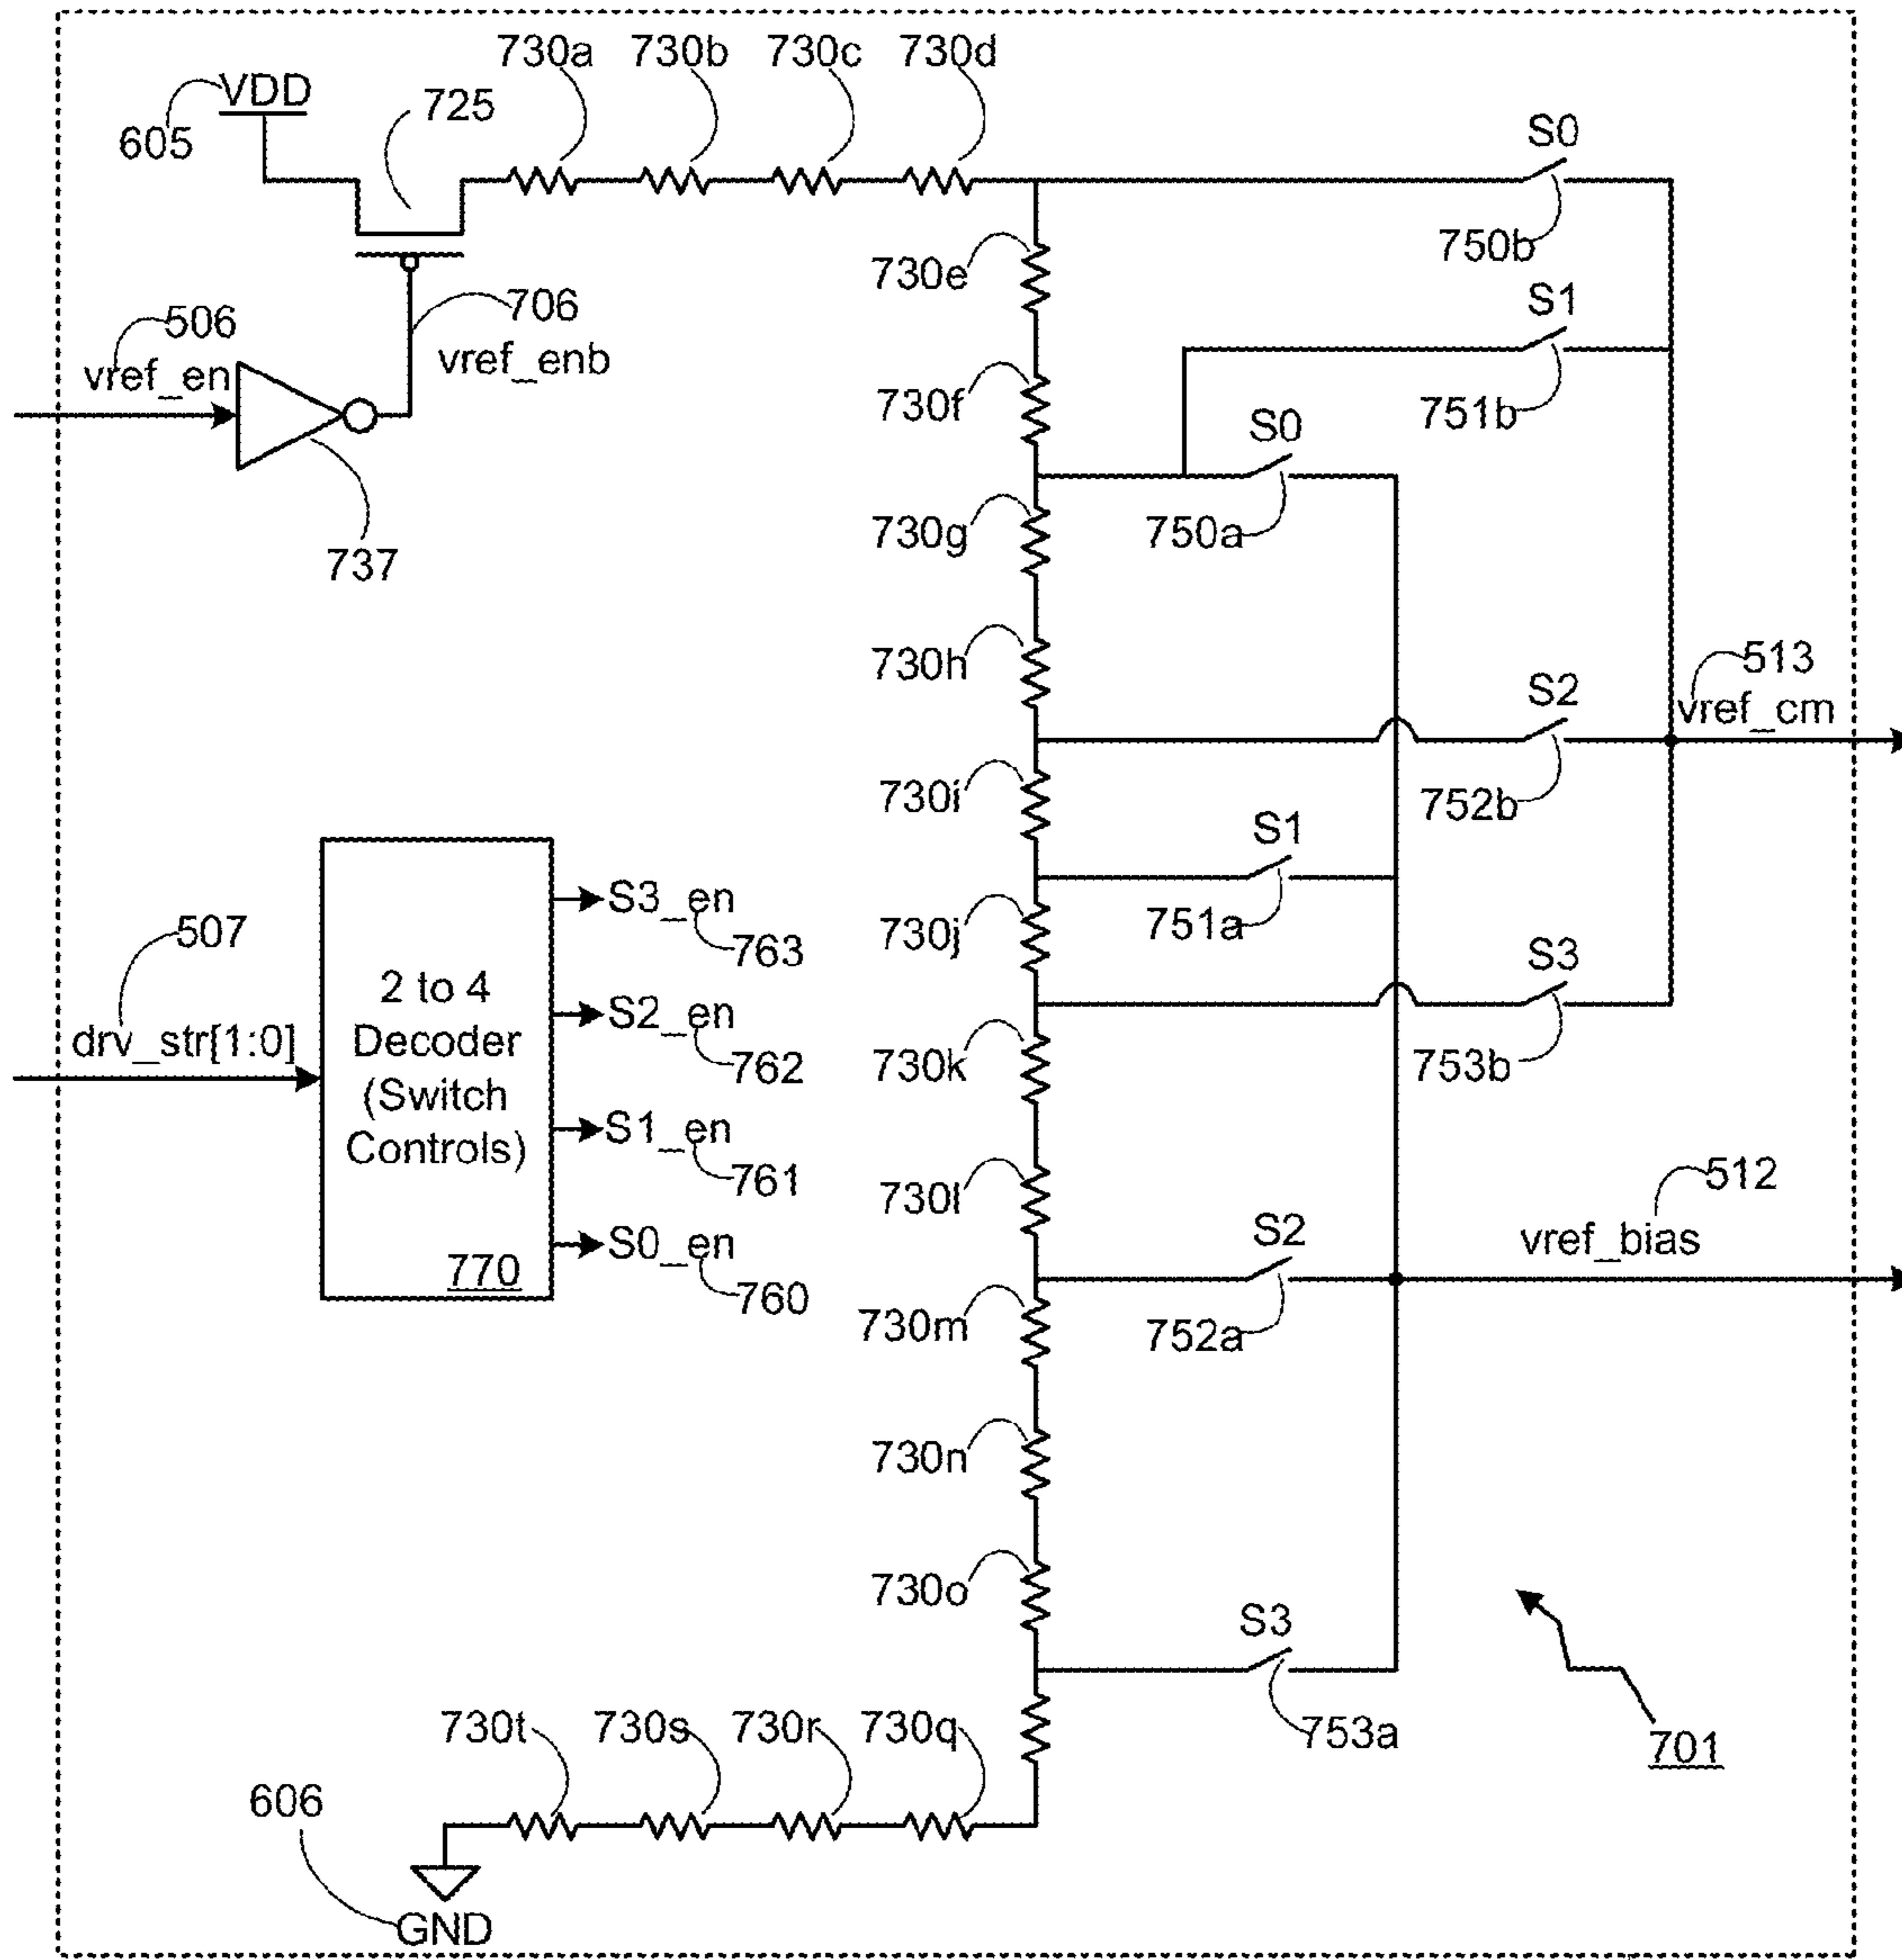 730a 730b 730c 730d
VDD
725
605
S0
750b
730e
S1
506
706
vref_en
vref_enb
730f
751b
S0
730g
750a
737
730h
513
S2
vref_cm
730i
752b
S1
S3_en
507
730j
751a
763
S3
2 to 4
S2_en
drv_str[1:0]
Decoder
762
730k
753b
(Switch
S1_en
Controls)
761
730l
512
S2
S0_en
vref_bias
770
760
730m
752a
730n
730o
S3
730t 730s 730r 730q
753a
701
606
GND